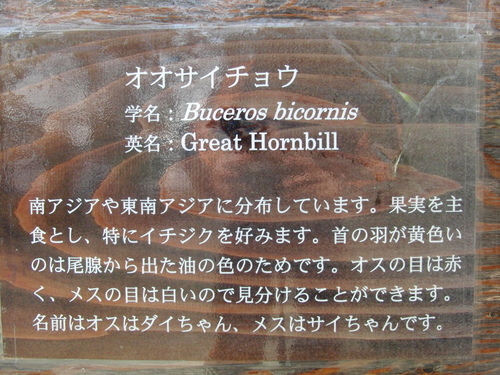 オオサイチョウ
学名：Buceros bicornis
英名：Great Hornbill
南アジアや東南アジアに分布しています。果実を主
食とし、特にイチジクを好みます。首の羽が黄色い
のは尾腺から出た油の色のためです。オスの目は赤
く、メスの目は白いので見分けることができます。
名前はオスはダイちゃん、メスはサイちゃんです。